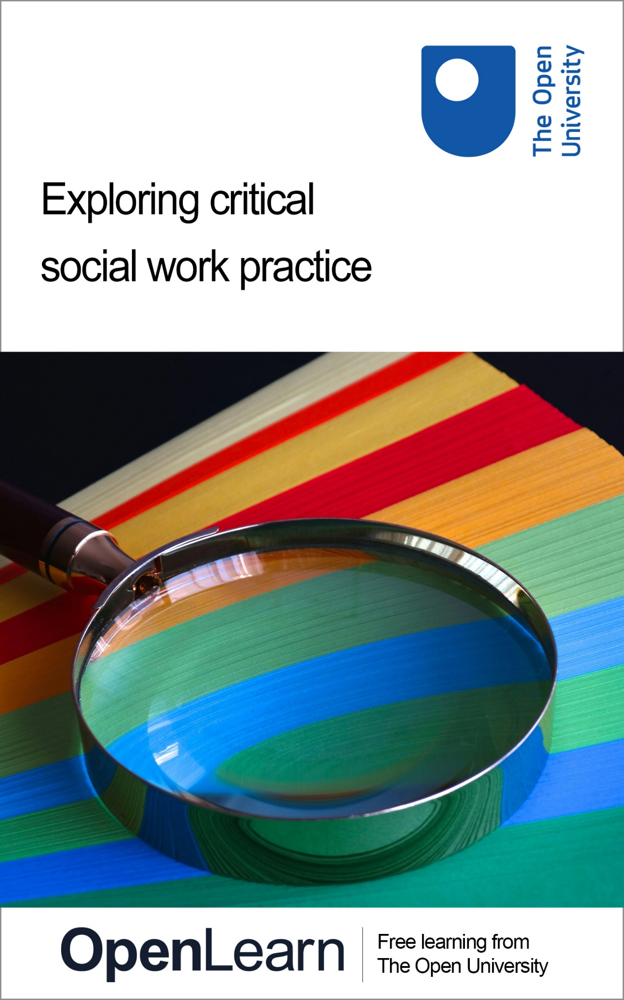 The Open
University
Exploring critical
social work practice
OpenLearn
Free learning from
The Open University